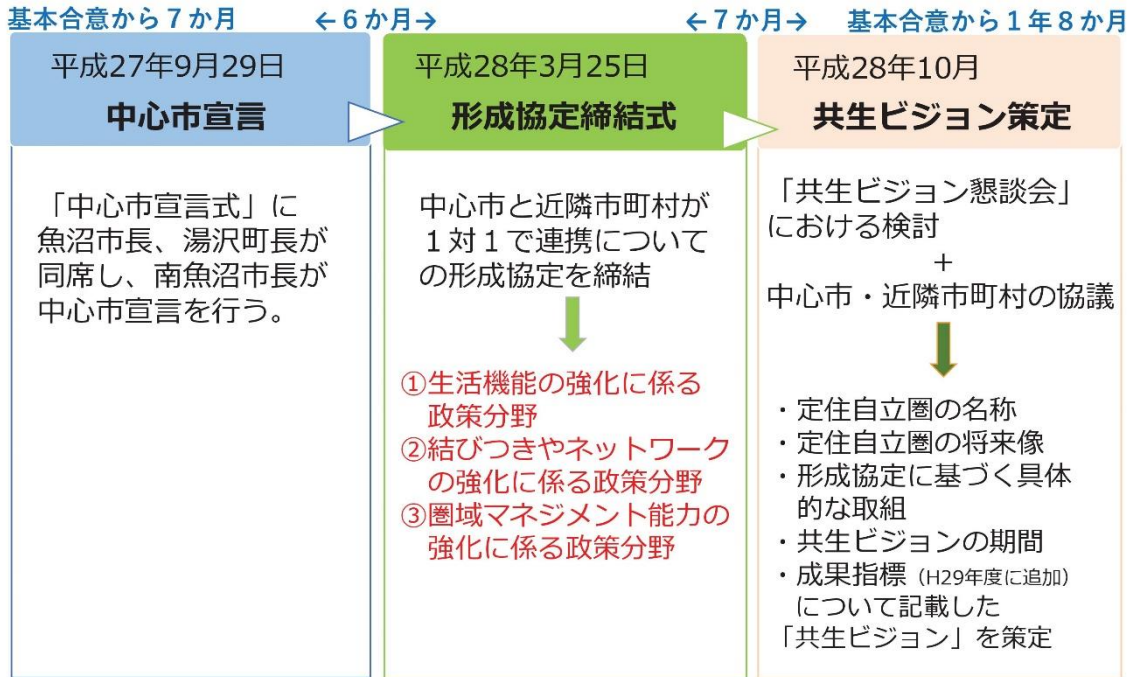 基本合意から７か月
←６か月→
←７か月→
基本合意から１年８か月
平成27年9月29日
中心市宣言
「中心市宣言式」に
魚沼市長、湯沢町長が
同席し、南魚沼市長が
中心市宣言を行う。
平成28年3月25日
形成協定締結式
中心市と近隣市町村が
１対１で連携について
の形成協定を締結
①生活機能の強化に係る
政策分野
②結びつきやネットワーク
の強化に係る政策分野
③圏域マネジメント能力の
強化に係る政策分野
平成28年10月
共生ビジョン策定
「共生ビジョン懇談会」
における検討
+
中心市・近隣市町村の協議
・定住自立圏の名称
・定住自立圏の将来像
・形成協定に基づく具体
的な取組
・共生ビジョンの期間
・成果指標（H29年度に追加）
について記載した
「共生ビジョン」を策定